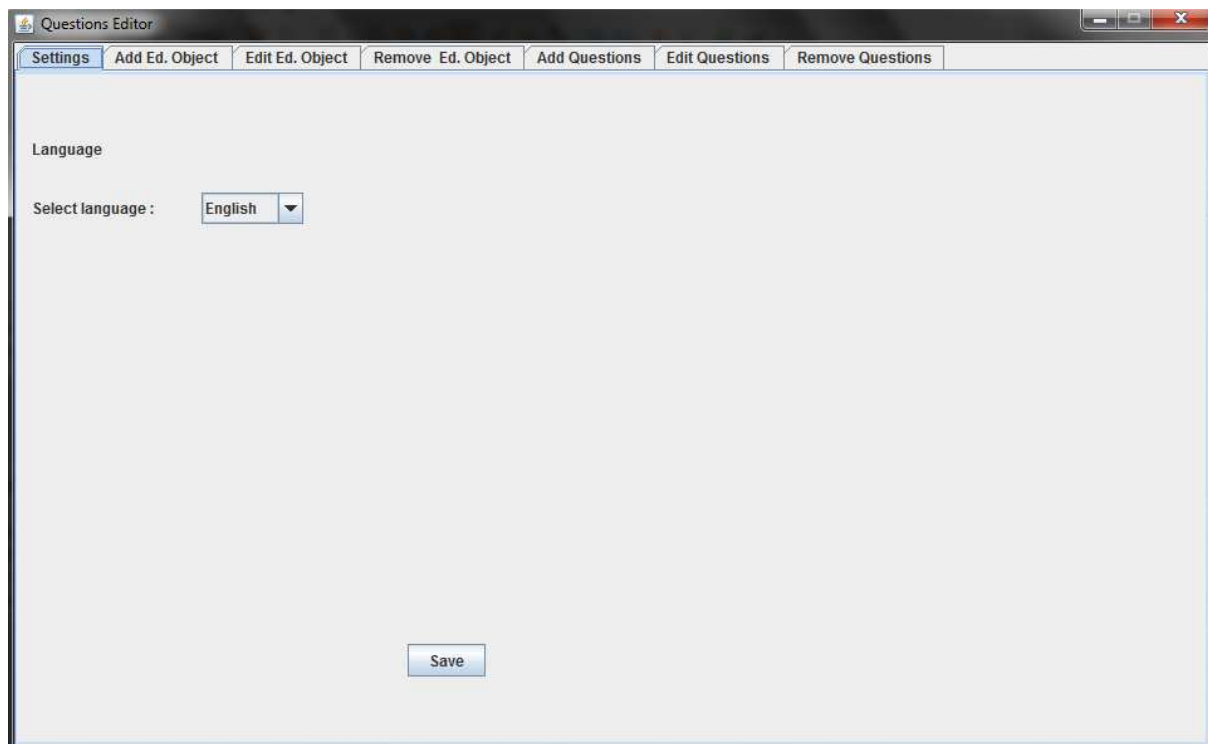 Questions Editor
Settings Add Ed. Object Edit Ed. Object Remove Ed. Object Add Questions Edit Questions Remove Questions
Language
Select language : English
Save